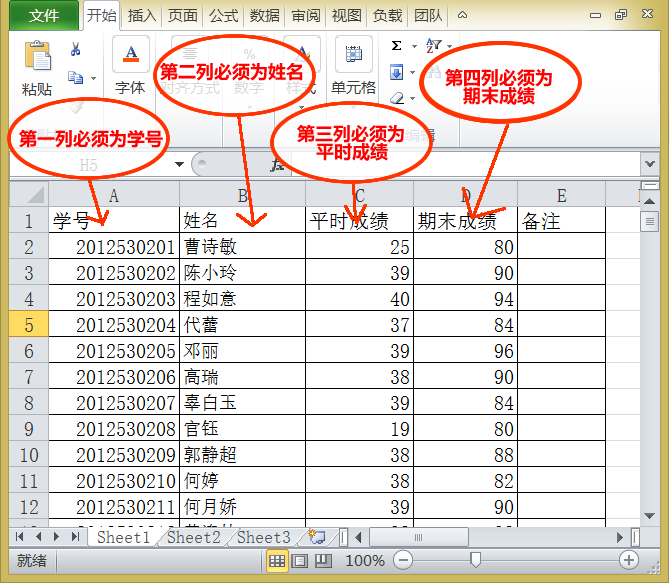 文件 开始 插入 页面 公式 数据 审阅 视图 负载 团队
粘贴 字体 对齐方式 数字 样式 单元格 编辑
第一列必须为学号
第二列必须为姓名
第三列必须为
平时成绩
第四列必须为
期末成绩
H5 fx
A B C D E
1 学号 姓名 平时成绩 期末成绩 备注
2 2012530201 曹诗敏 25 80
3 2012530202 陈小玲 39 90
4 2012530203 程如意 40 94
5 2012530204 代蕾 37 84
6 2012530205 邓丽 39 96
7 2012530206 高瑞 38 90
8 2012530207 辜白玉 39 84
9 2012530208 官钰 19 80
10 2012530209 郭静超 38 88
11 2012530210 何婷 38 82
12 2012530211 何月娇 39 90
Sheet1 Sheet2 Sheet3
就绪 100%